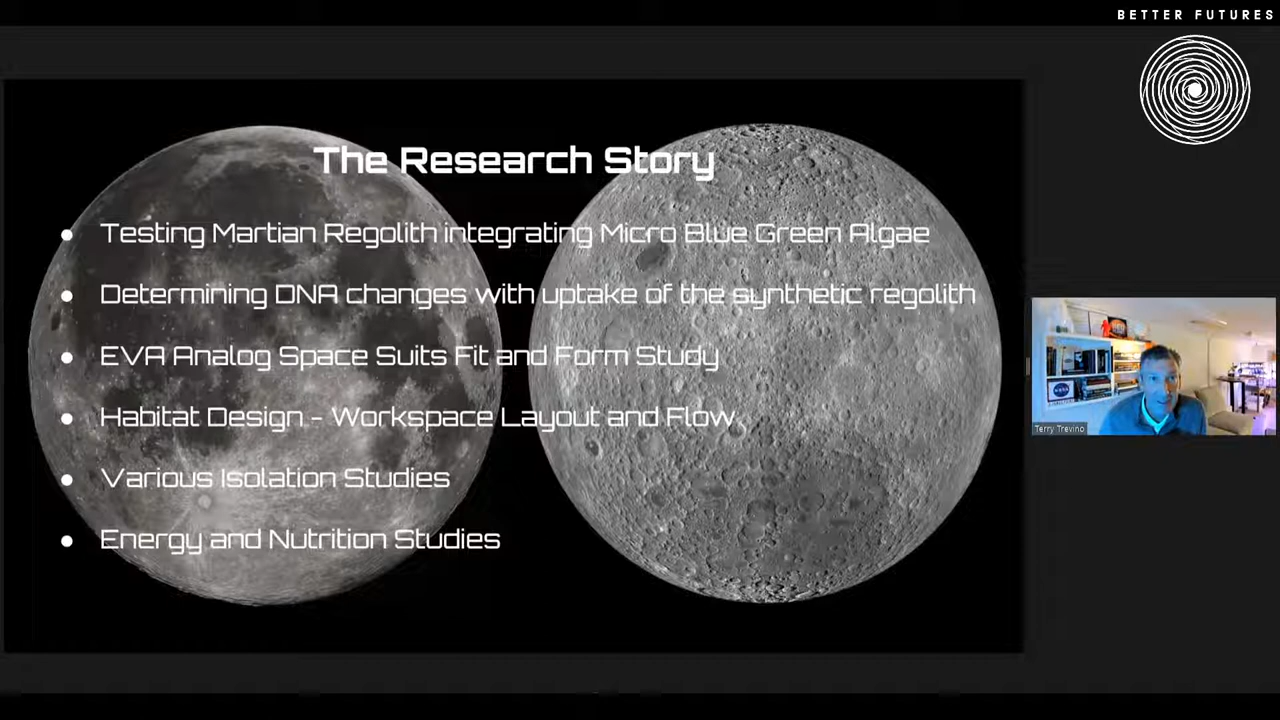 BETTER FUTURES
The Research Story
• Testing Martian Regolith integrating Micro Blue Green Algae
• Determining DNA changes with uptake of the synthetic regolith
• EVA Analog Space Suits Fit and Form Study
• Habitat Design - Workspace Layout and Flow
• Various Isolation Studies
• Energy and Nutrition Studies
NASA
Terry Trevino